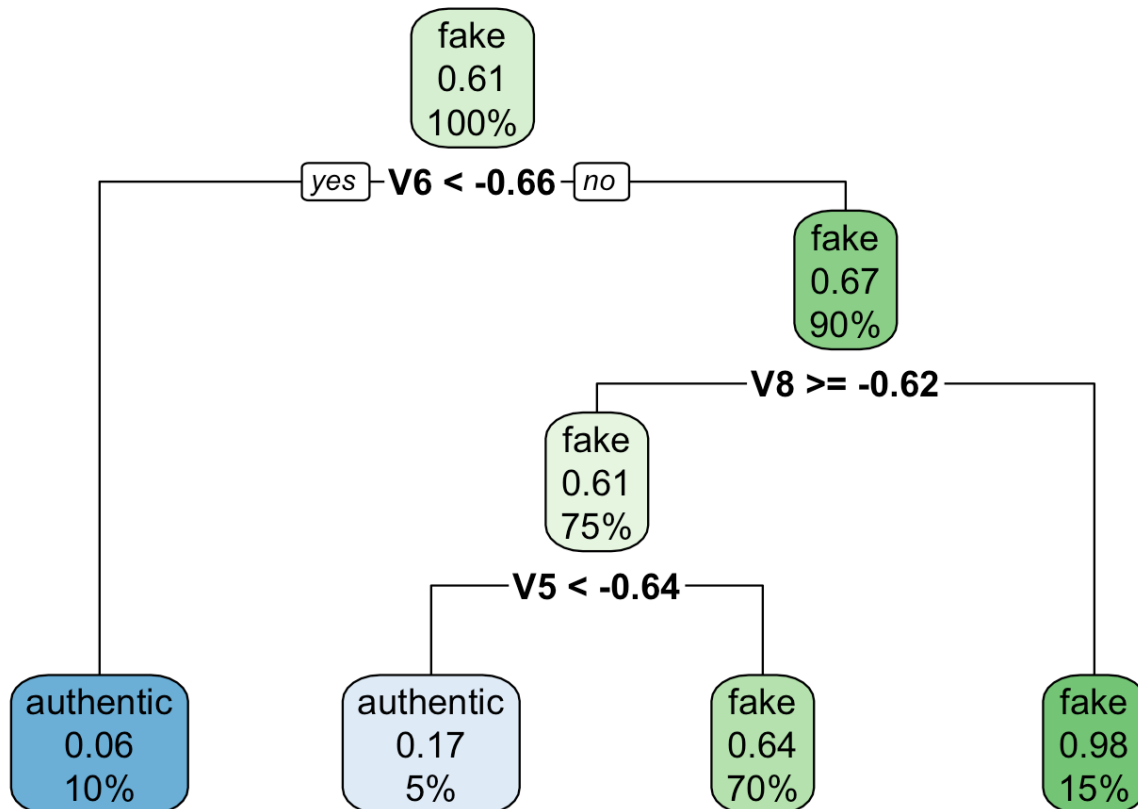 fake
0.61
100%
yes V6 < -0.66 no
fake
0.67
90%
V8 >= -0.62
fake
0.61
75%
V5 < -0.64
authentic
0.06
10%
authentic
0.17
5%
fake
0.64
70%
fake
0.98
15%